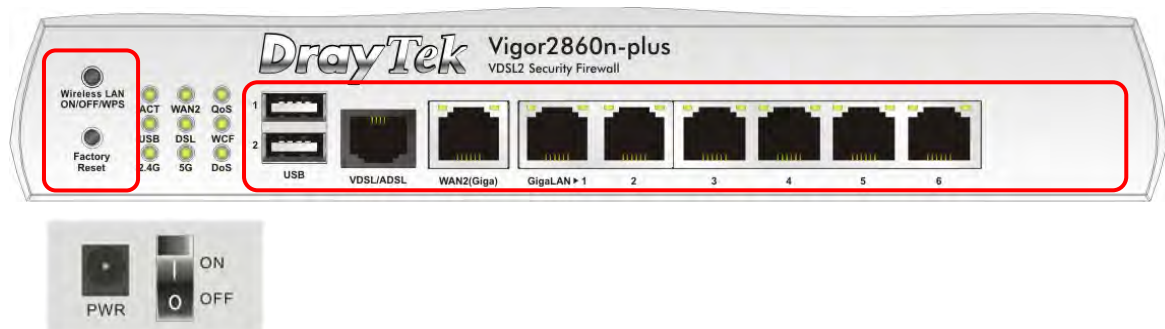 DrayTek
Vigor2860n-plus
VDSL2 Security Firewall
Wireless LAN
ON/OFF/WPS
Factory
Reset
ACT WAN2 QoS
USB DSL WCF
2.4G 5G DoS
1
2
USB
VDSL/ADSL
WAN2(Giga)
GigaLAN ▶ 1 2 3 4 5 6
PWR
ON
OFF
I
0